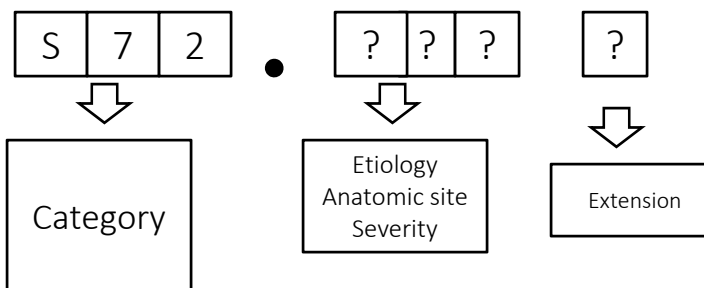 S 7 2 . ? ? ? ?
Category
Etiology
Anatomic site
Severity
Extension